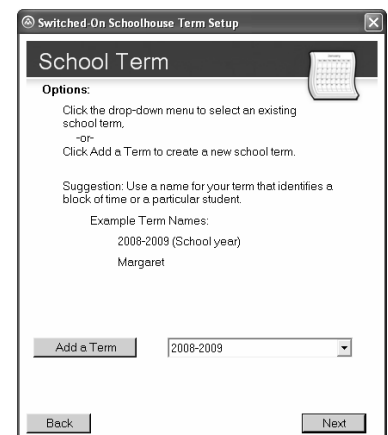 Switched-On Schoolhouse Term Setup
School Term
Options:
Click the drop-down menu to select an existing
school term,
-or-
Click Add a Term to create a new school term.
Suggestion: Use a name for your term that identifies a
block of time or a particular student.
Example Term Names:
2008-2009 (School year)
Margaret
Add a Term
2008-2009
Back
Next